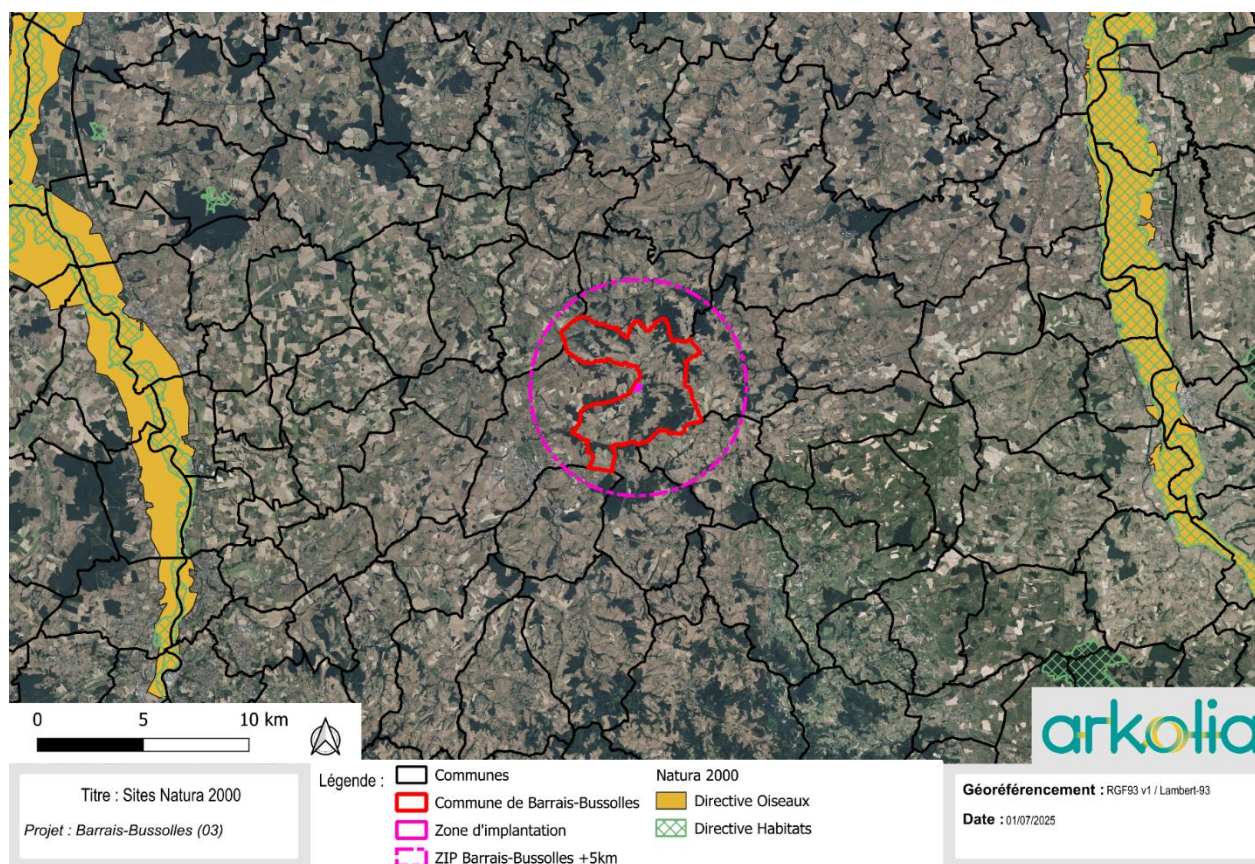 0 5 10 km
arkolia
Titre : Sites Natura 2000
Projet : Barrais-Bussolles (03)
Légende :
Communes
Commune de Barrais-Bussolles
Zone d'implantation
ZIP Barrais-Bussolles +5km
Natura 2000
Directive Oiseaux
Directive Habitats
Géoréférencement : RGF93 v1 / Lambert-93
Date : 01/07/2025